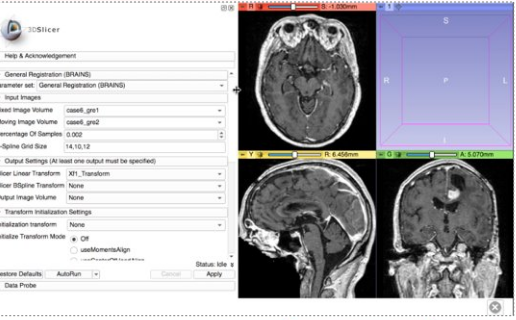 3DSlicer
Help & Acknowledgement
General Registration (BRAINS)
arameter set: General Registration (BRAINS)
Input Images
ixed Image Volume case6_gre1
Moving Image Volume case6_gre2
ercentage Of Samples 0.002
-Spline Grid Size 14,10,12
Output Settings (At least one output must be specified)
licer Linear Transform Xf1_Transform
licer BSpline Transform None
utput Image Volume None
Transform Initialization Settings
itialization transform None
itialize Transform Mode Off
useMomentsAlign
Status: Idle
estore Defaults AutoRun Cancel Apply
Data Probe
R S: -1.030mm
1
S
R P L
I
Y R: 6.456mm
G A: 5.070mm